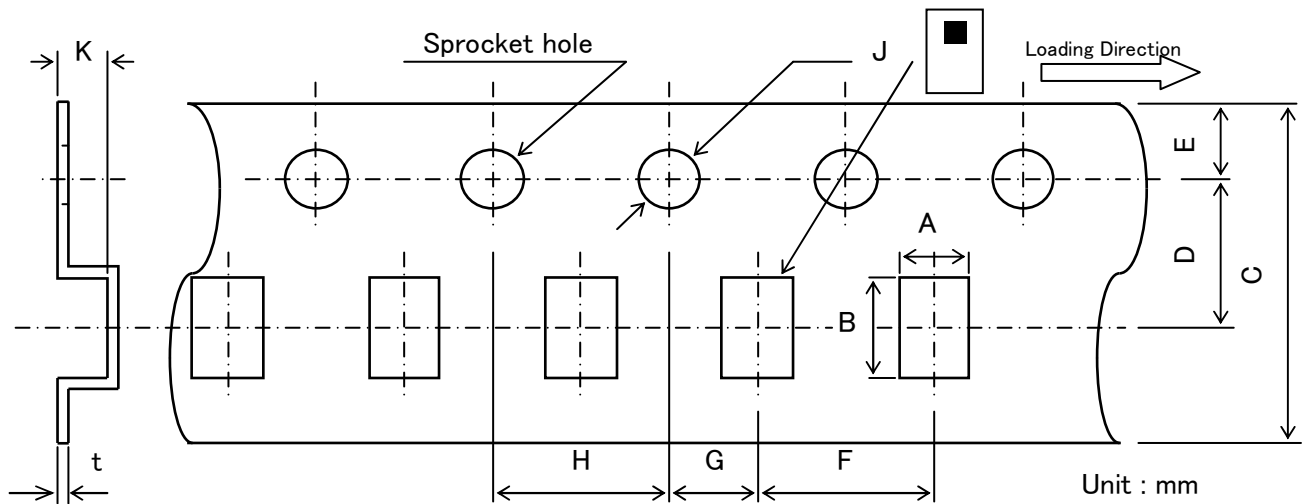 K
Sprocket hole
J
Loading Direction
E
A
D
C
B
t
H
G
F
Unit : mm